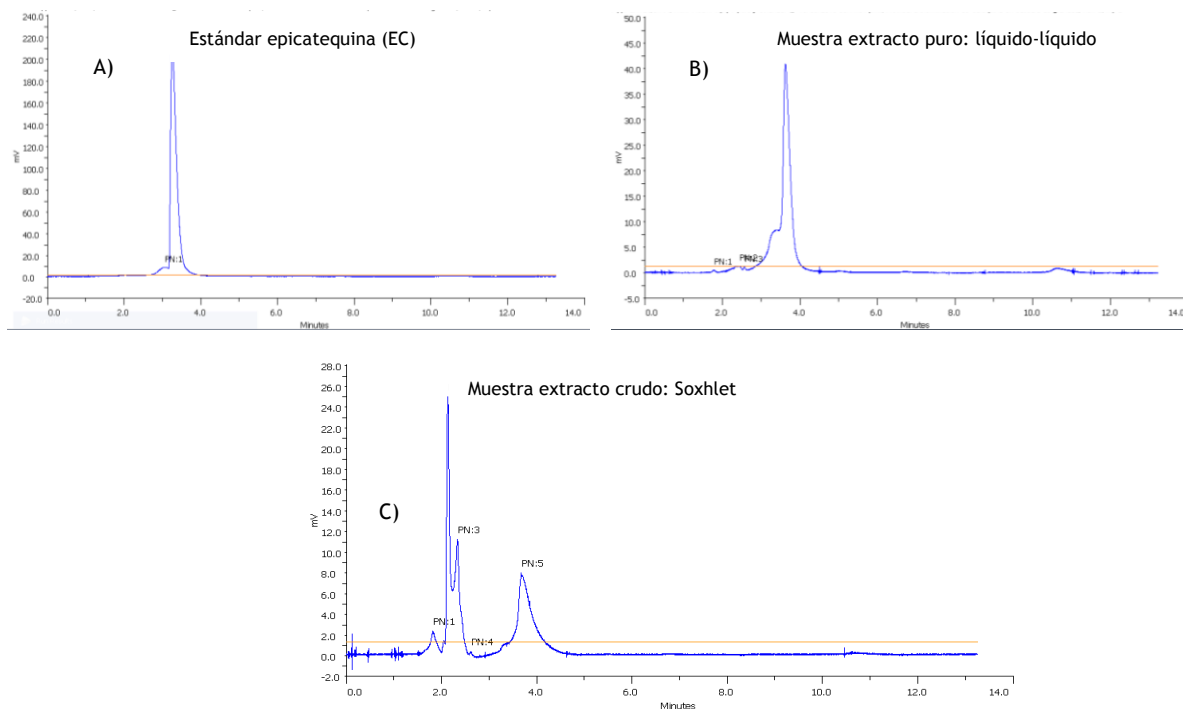 Estándar epicatequina (EC)
A)
240.0
220.0
200.0
180.0
160.0
140.0
120.0
100.0
80.0
60.0
40.0
20.0
0.0
-20.0
mV
PN:1
0.0 2.0 4.0 6.0 8.0 10.0 12.0 14.0
Minutes
Muestra extracto puro: líquido-líquido
B)
50.0
45.0
40.0
35.0
30.0
25.0
20.0
15.0
10.0
5.0
0.0
-5.0
mV
PN:1
PN:2
PN:3
0.0 2.0 4.0 6.0 8.0 10.0 12.0 14.0
Minutes
Muestra extracto crudo: Soxhlet
C)
28.0
26.0
24.0
22.0
20.0
18.0
16.0
14.0
12.0
10.0
8.0
6.0
4.0
2.0
0.0
-2.0
mV
PN:1
PN:3
PN:4
PN:5
0.0 2.0 4.0 6.0 8.0 10.0 12.0 14.0
Minutes